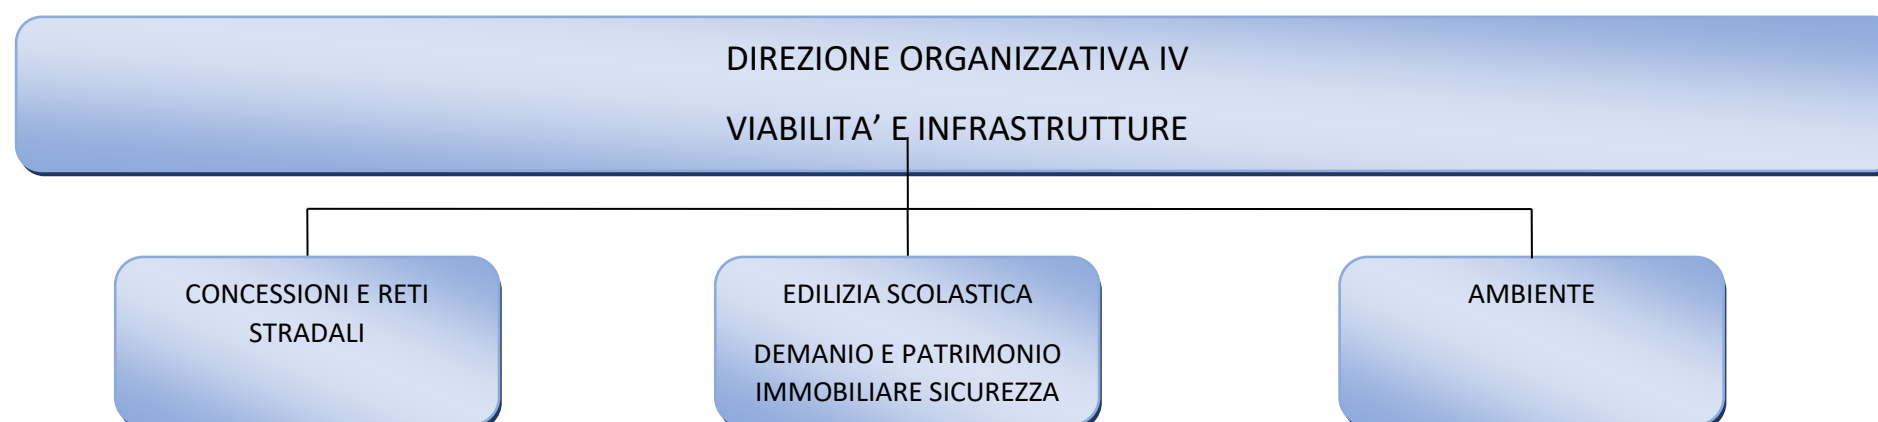 DIREZIONE ORGANIZZATIVA IV
VIABILITA’ E INFRASTRUTTURE
CONCESSIONI E RETI
STRADALI
EDILIZIA SCOLASTICA
DEMANIO E PATRIMONIO
IMMOBILIARE SICUREZZA
AMBIENTE